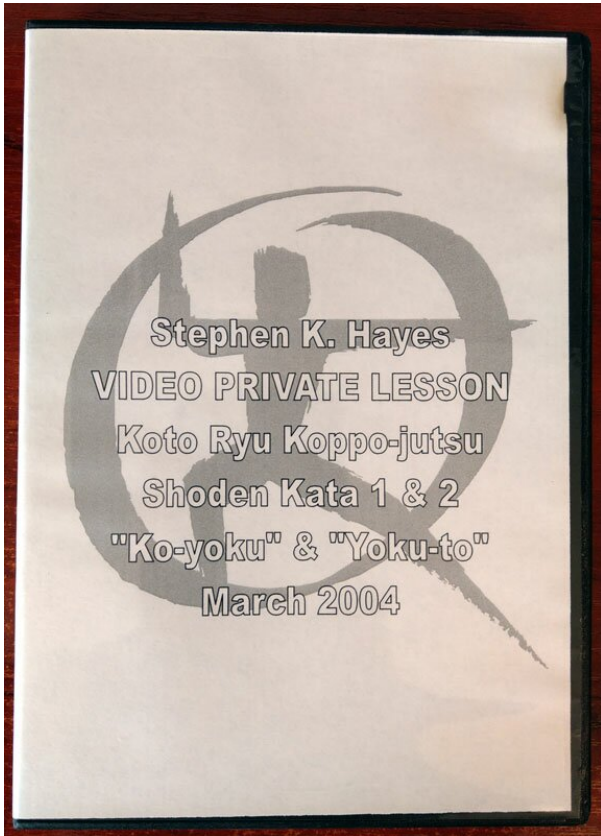 Stephen K. Hayes
VIDEO PRIVATE LESSON
Koto Ryu Koppo-jutsu
Shoden Kata 1 & 2
"Ko-yoku" & "Yoku-to"
March 2004